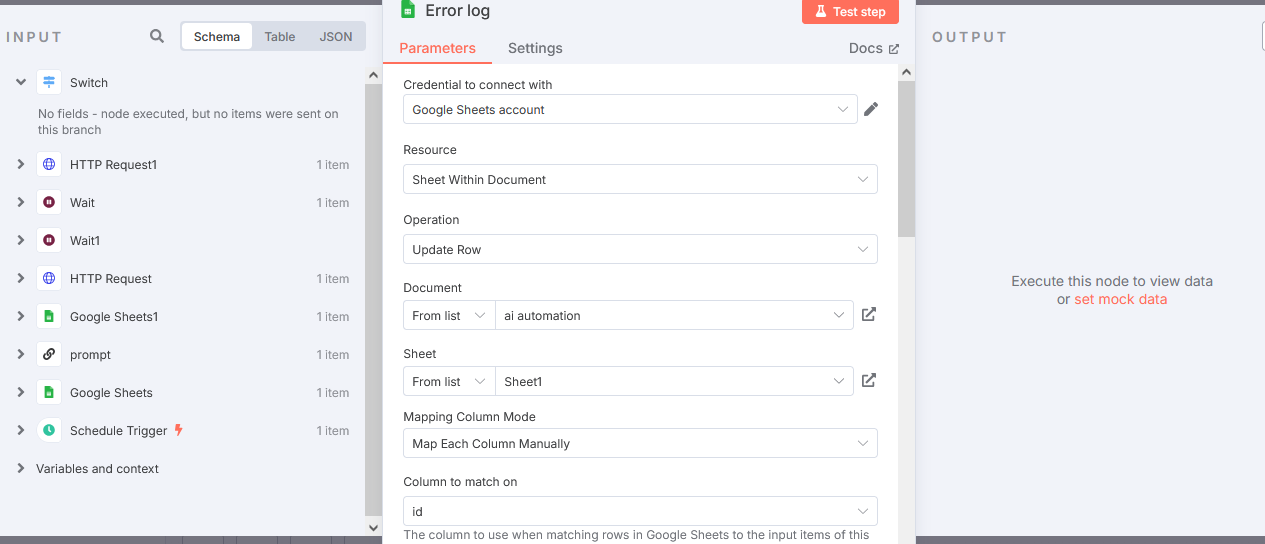 INPUT
Schema
Table
JSON
Switch
No fields - node executed, but no items were sent on
this branch
HTTP Request1 1 item
Wait 1 item
Wait1
HTTP Request 1 item
Google Sheets1 1 item
prompt 1 item
Google Sheets 1 item
Schedule Trigger 1 item
Variables and context
Error log
Test step
Parameters
Settings
Docs
Credential to connect with
Google Sheets account
Resource
Sheet Within Document
Operation
Update Row
Document
From list ai automation
Sheet
From list Sheet1
Mapping Column Mode
Map Each Column Manually
Column to match on
id
The column to use when matching rows in Google Sheets to the input items of this
OUTPUT
Execute this node to view data
or set mock data